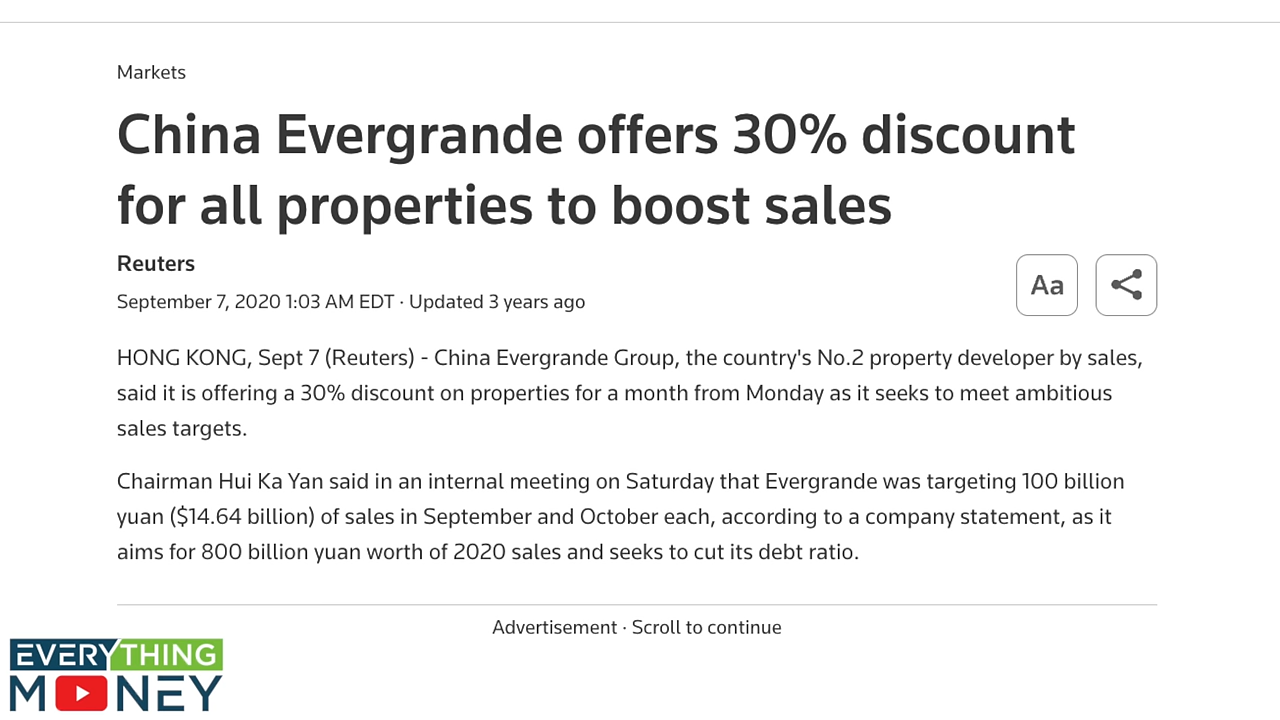 Markets
China Evergrande offers 30% discount
for all properties to boost sales
Reuters
September 7, 2020 1:03 AM EDT · Updated 3 years ago
Aa
HONG KONG, Sept 7 (Reuters) - China Evergrande Group, the country's No.2 property developer by sales,
said it is offering a 30% discount on properties for a month from Monday as it seeks to meet ambitious
sales targets.
Chairman Hui Ka Yan said in an internal meeting on Saturday that Evergrande was targeting 100 billion
yuan ($14.64 billion) of sales in September and October each, according to a company statement, as it
aims for 800 billion yuan worth of 2020 sales and seeks to cut its debt ratio.
Advertisement · Scroll to continue
EVERYTHING
MONEY